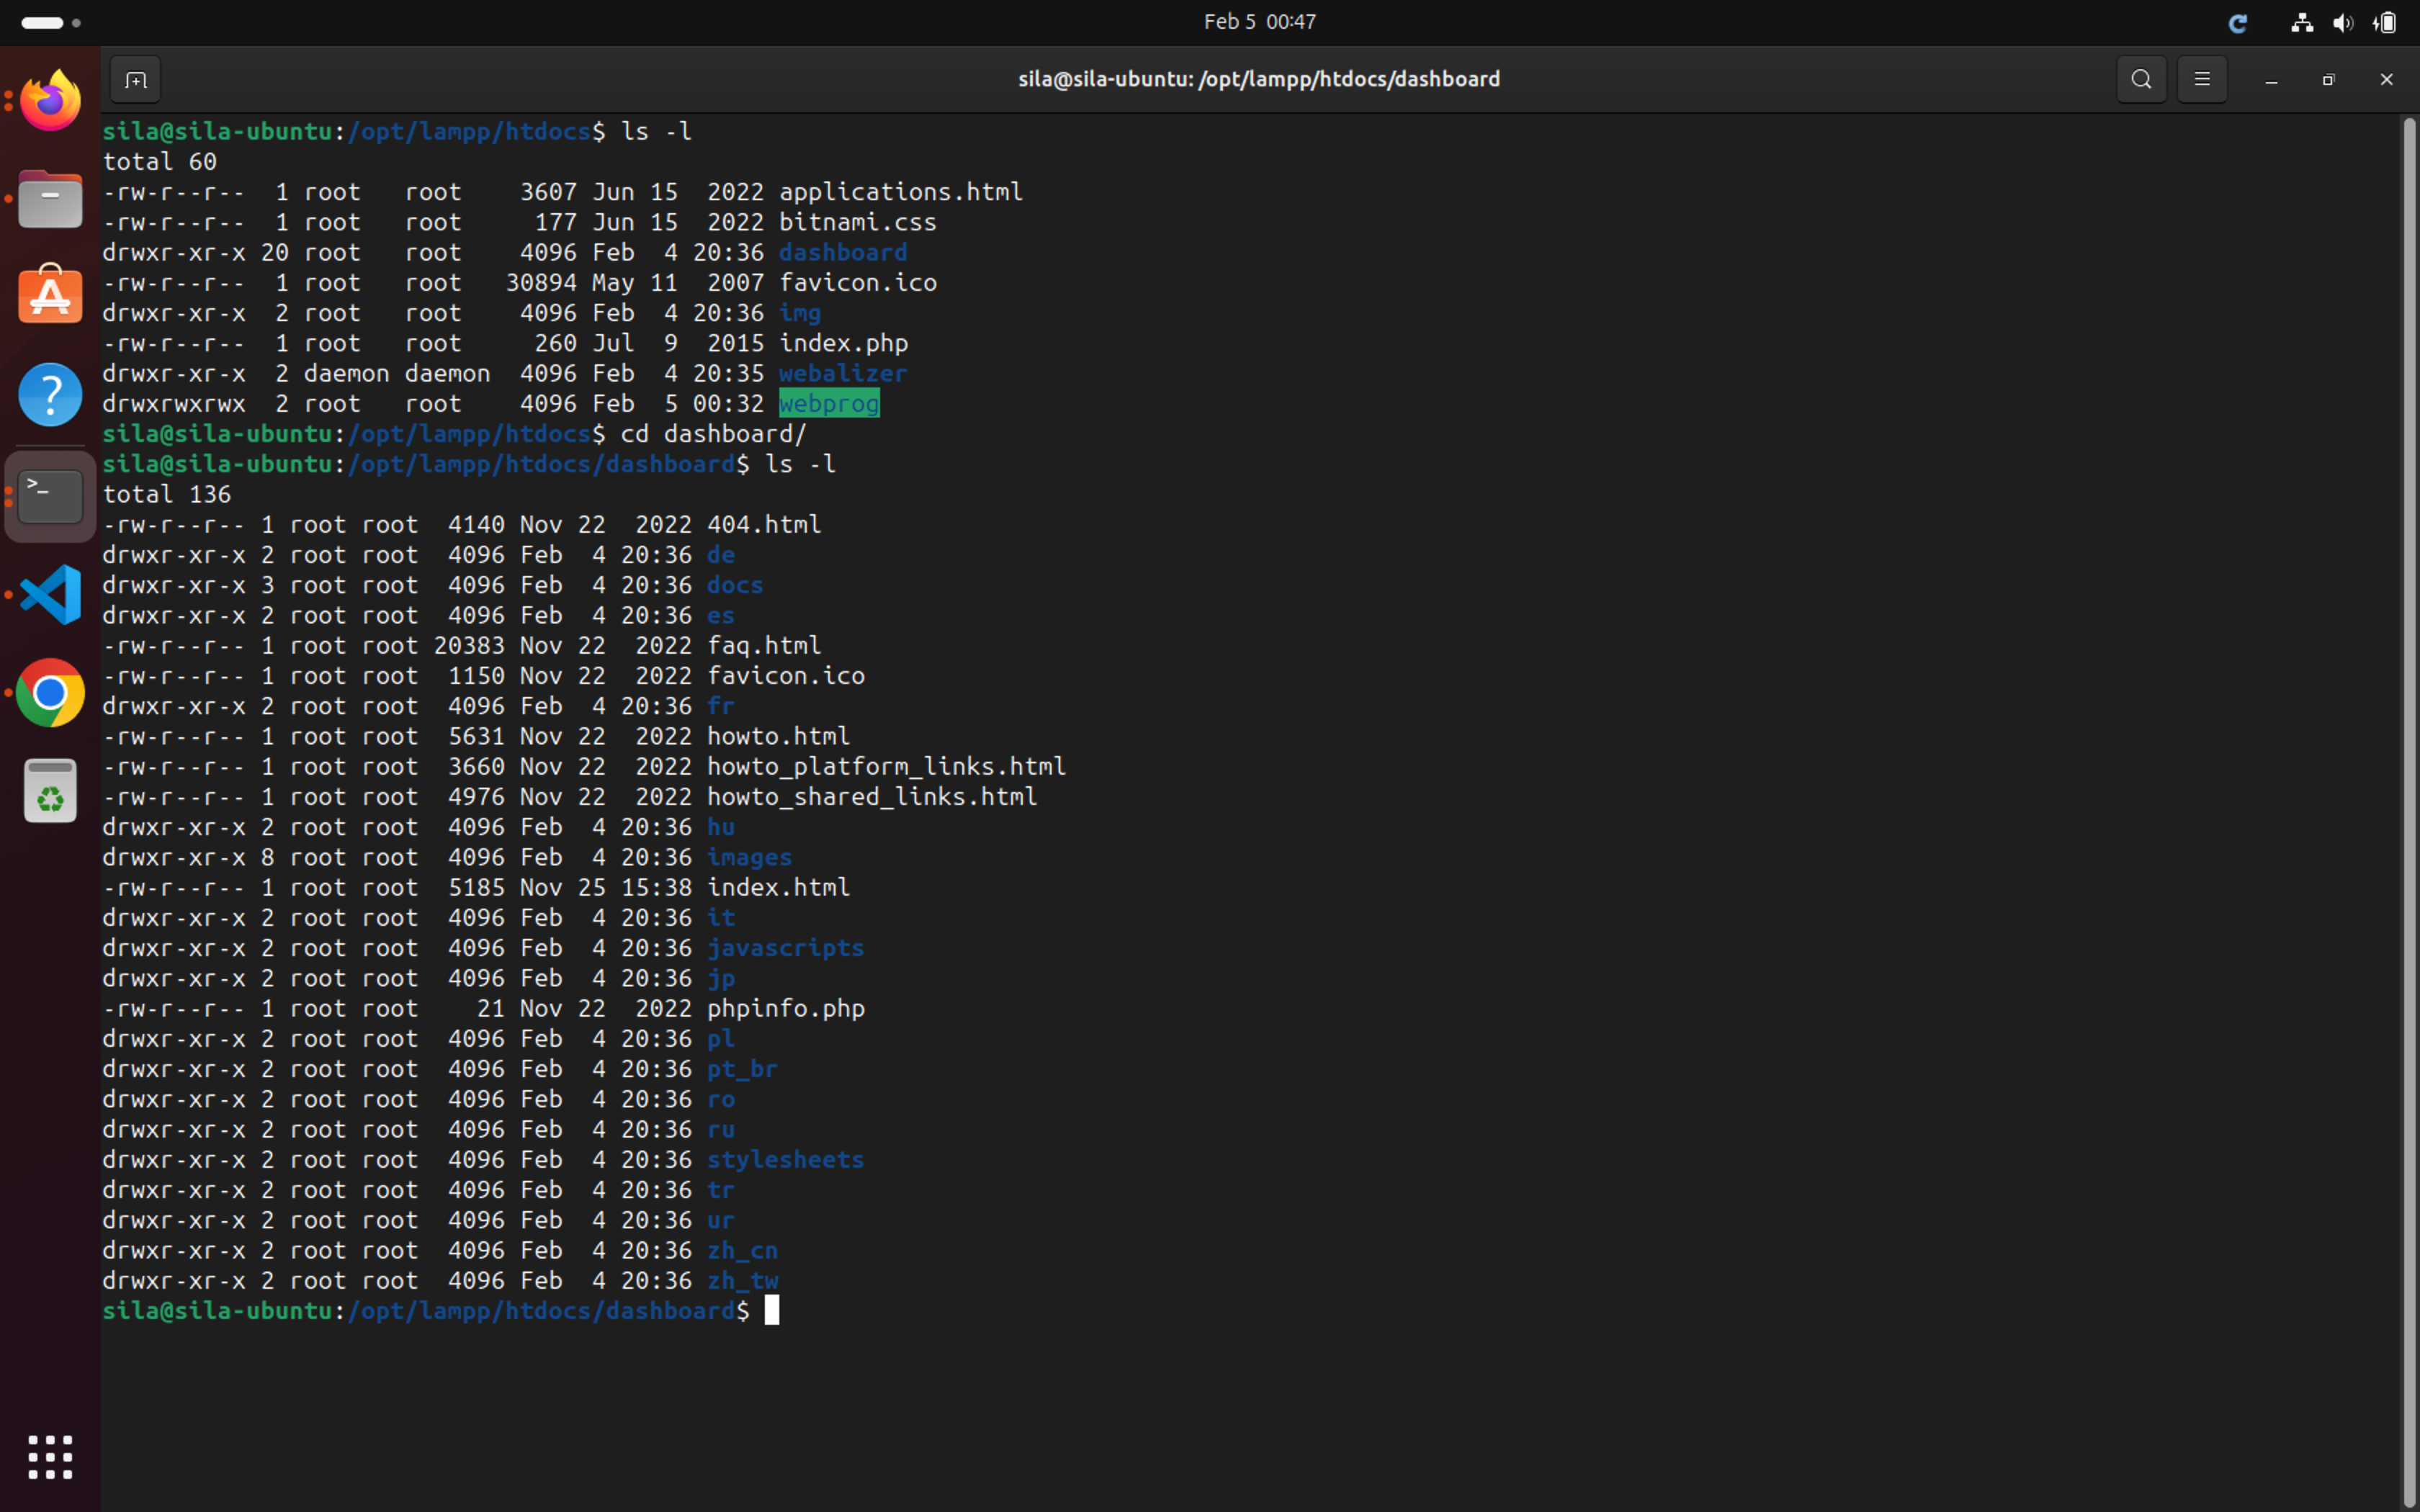 Feb 5 00:47
sila@sila-ubuntu: /opt/lampp/htdocs/dashboard
sila@sila-ubuntu:/opt/lampp/htdocs$ ls -l
total 60
-rw-r--r--  1 root   root    3607 Jun 15  2022 applications.html
-rw-r--r--  1 root   root     177 Jun 15  2022 bitnami.css
drwxr-xr-x 20 root   root    4096 Feb  4 20:36 dashboard
-rw-r--r--  1 root   root   30894 May 11  2007 favicon.ico
drwxr-xr-x  2 root   root    4096 Feb  4 20:36 img
-rw-r--r--  1 root   root     260 Jul  9  2015 index.php
drwxr-xr-x  2 daemon daemon  4096 Feb  4 20:35 webalizer
drwxrwxrwx  2 root   root    4096 Feb  5 00:32 webprog
sila@sila-ubuntu:/opt/lampp/htdocs$ cd dashboard/
sila@sila-ubuntu:/opt/lampp/htdocs/dashboard$ ls -l
total 136
-rw-r--r-- 1 root root  4140 Nov 22  2022 404.html
drwxr-xr-x 2 root root  4096 Feb  4 20:36 de
drwxr-xr-x 3 root root  4096 Feb  4 20:36 docs
drwxr-xr-x 2 root root  4096 Feb  4 20:36 es
-rw-r--r-- 1 root root 20383 Nov 22  2022 faq.html
-rw-r--r-- 1 root root  1150 Nov 22  2022 favicon.ico
drwxr-xr-x 2 root root  4096 Feb  4 20:36 fr
-rw-r--r-- 1 root root  5631 Nov 22  2022 howto.html
-rw-r--r-- 1 root root  3660 Nov 22  2022 howto_platform_links.html
-rw-r--r-- 1 root root  4976 Nov 22  2022 howto_shared_links.html
drwxr-xr-x 2 root root  4096 Feb  4 20:36 hu
drwxr-xr-x 8 root root  4096 Feb  4 20:36 images
-rw-r--r-- 1 root root  5185 Nov 25 15:38 index.html
drwxr-xr-x 2 root root  4096 Feb  4 20:36 it
drwxr-xr-x 2 root root  4096 Feb  4 20:36 javascripts
drwxr-xr-x 2 root root  4096 Feb  4 20:36 jp
-rw-r--r-- 1 root root    21 Nov 22  2022 phpinfo.php
drwxr-xr-x 2 root root  4096 Feb  4 20:36 pl
drwxr-xr-x 2 root root  4096 Feb  4 20:36 pt_br
drwxr-xr-x 2 root root  4096 Feb  4 20:36 ro
drwxr-xr-x 2 root root  4096 Feb  4 20:36 ru
drwxr-xr-x 2 root root  4096 Feb  4 20:36 stylesheets
drwxr-xr-x 2 root root  4096 Feb  4 20:36 tr
drwxr-xr-x 2 root root  4096 Feb  4 20:36 ur
drwxr-xr-x 2 root root  4096 Feb  4 20:36 zh_cn
drwxr-xr-x 2 root root  4096 Feb  4 20:36 zh_tw
sila@sila-ubuntu:/opt/lampp/htdocs/dashboard$